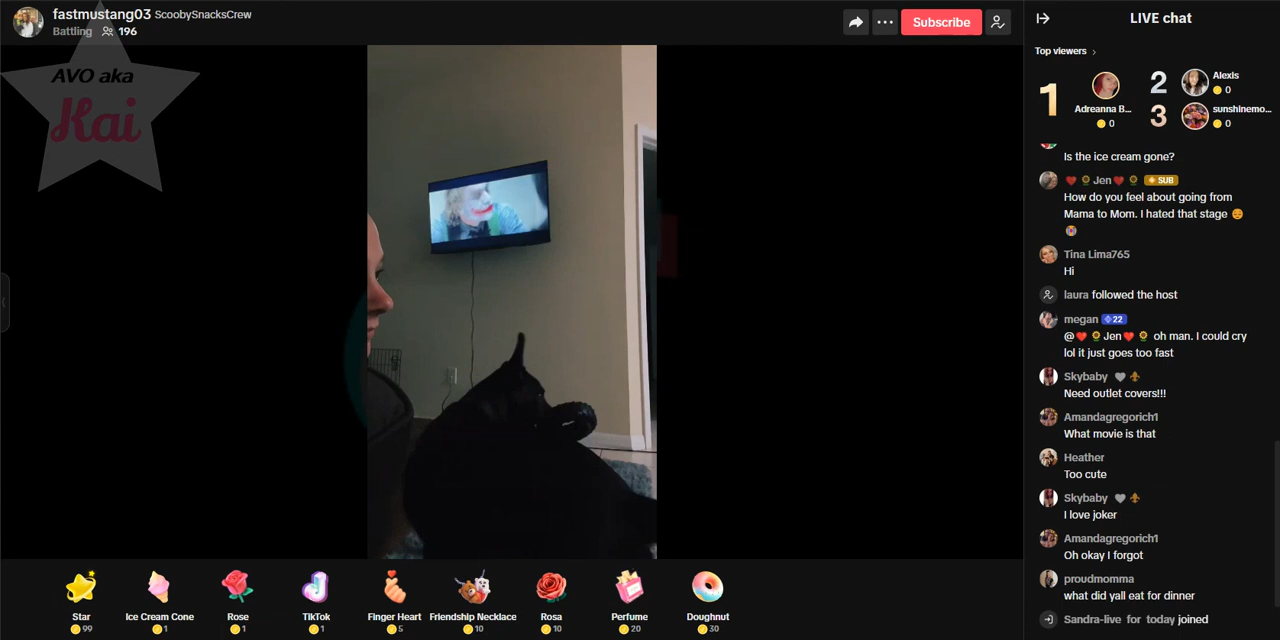 fastmustang03 ScoobySnacksCrew
Battling 196
Subscribe
AVO aka
Kai
LIVE chat
Top viewers
1
Adreanna B...
0
2
Alexis
0
3
sunshinemo...
0
Is the ice cream gone?
Jen SUB
How do you feel about going from
Mama to Mom. I hated that stage
Tina Lima765
Hi
laura followed the host
megan 22
@ Jen oh man. I could cry
lol it just goes too fast
Skybaby
Need outlet covers!!!
Amandagregorich1
What movie is that
Heather
Too cute
Skybaby
I love joker
Amandagregorich1
Oh okay I forgot
proudmomma
what did yall eat for dinner
Sandra-live for today joined
Star
99
Ice Cream Cone
1
Rose
1
TikTok
1
Finger Heart
5
Friendship Necklace
10
Rosa
10
Perfume
20
Doughnut
30